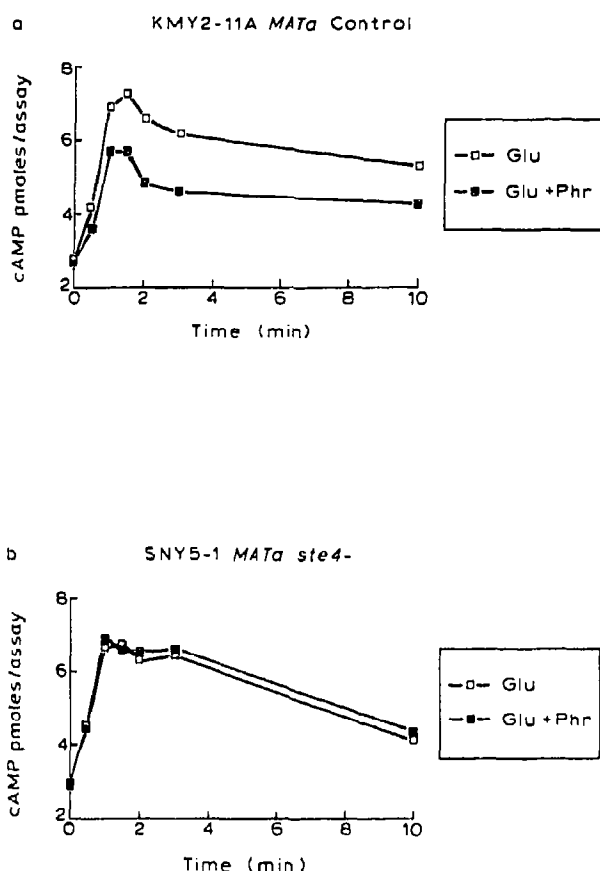 a KMY2-11A MATa Control
cAMP pmoles/assay
8
6
4
2
0 2 4 6 8 10
Time (min)
Glu
Glu +Phr
b SNY5-1 MATa ste4-
cAMP pmoles/assay
8
6
4
2
0 2 4 6 8 10
Time (min)
Glu
Glu +Phr